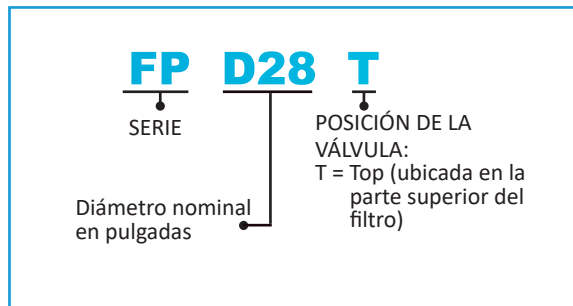 FP D28 T
SERIE
POSICIÓN DE LA
VÁLVULA:
T = Top (ubicada en la
parte superior del
filtro)
Diámetro nominal
en pulgadas